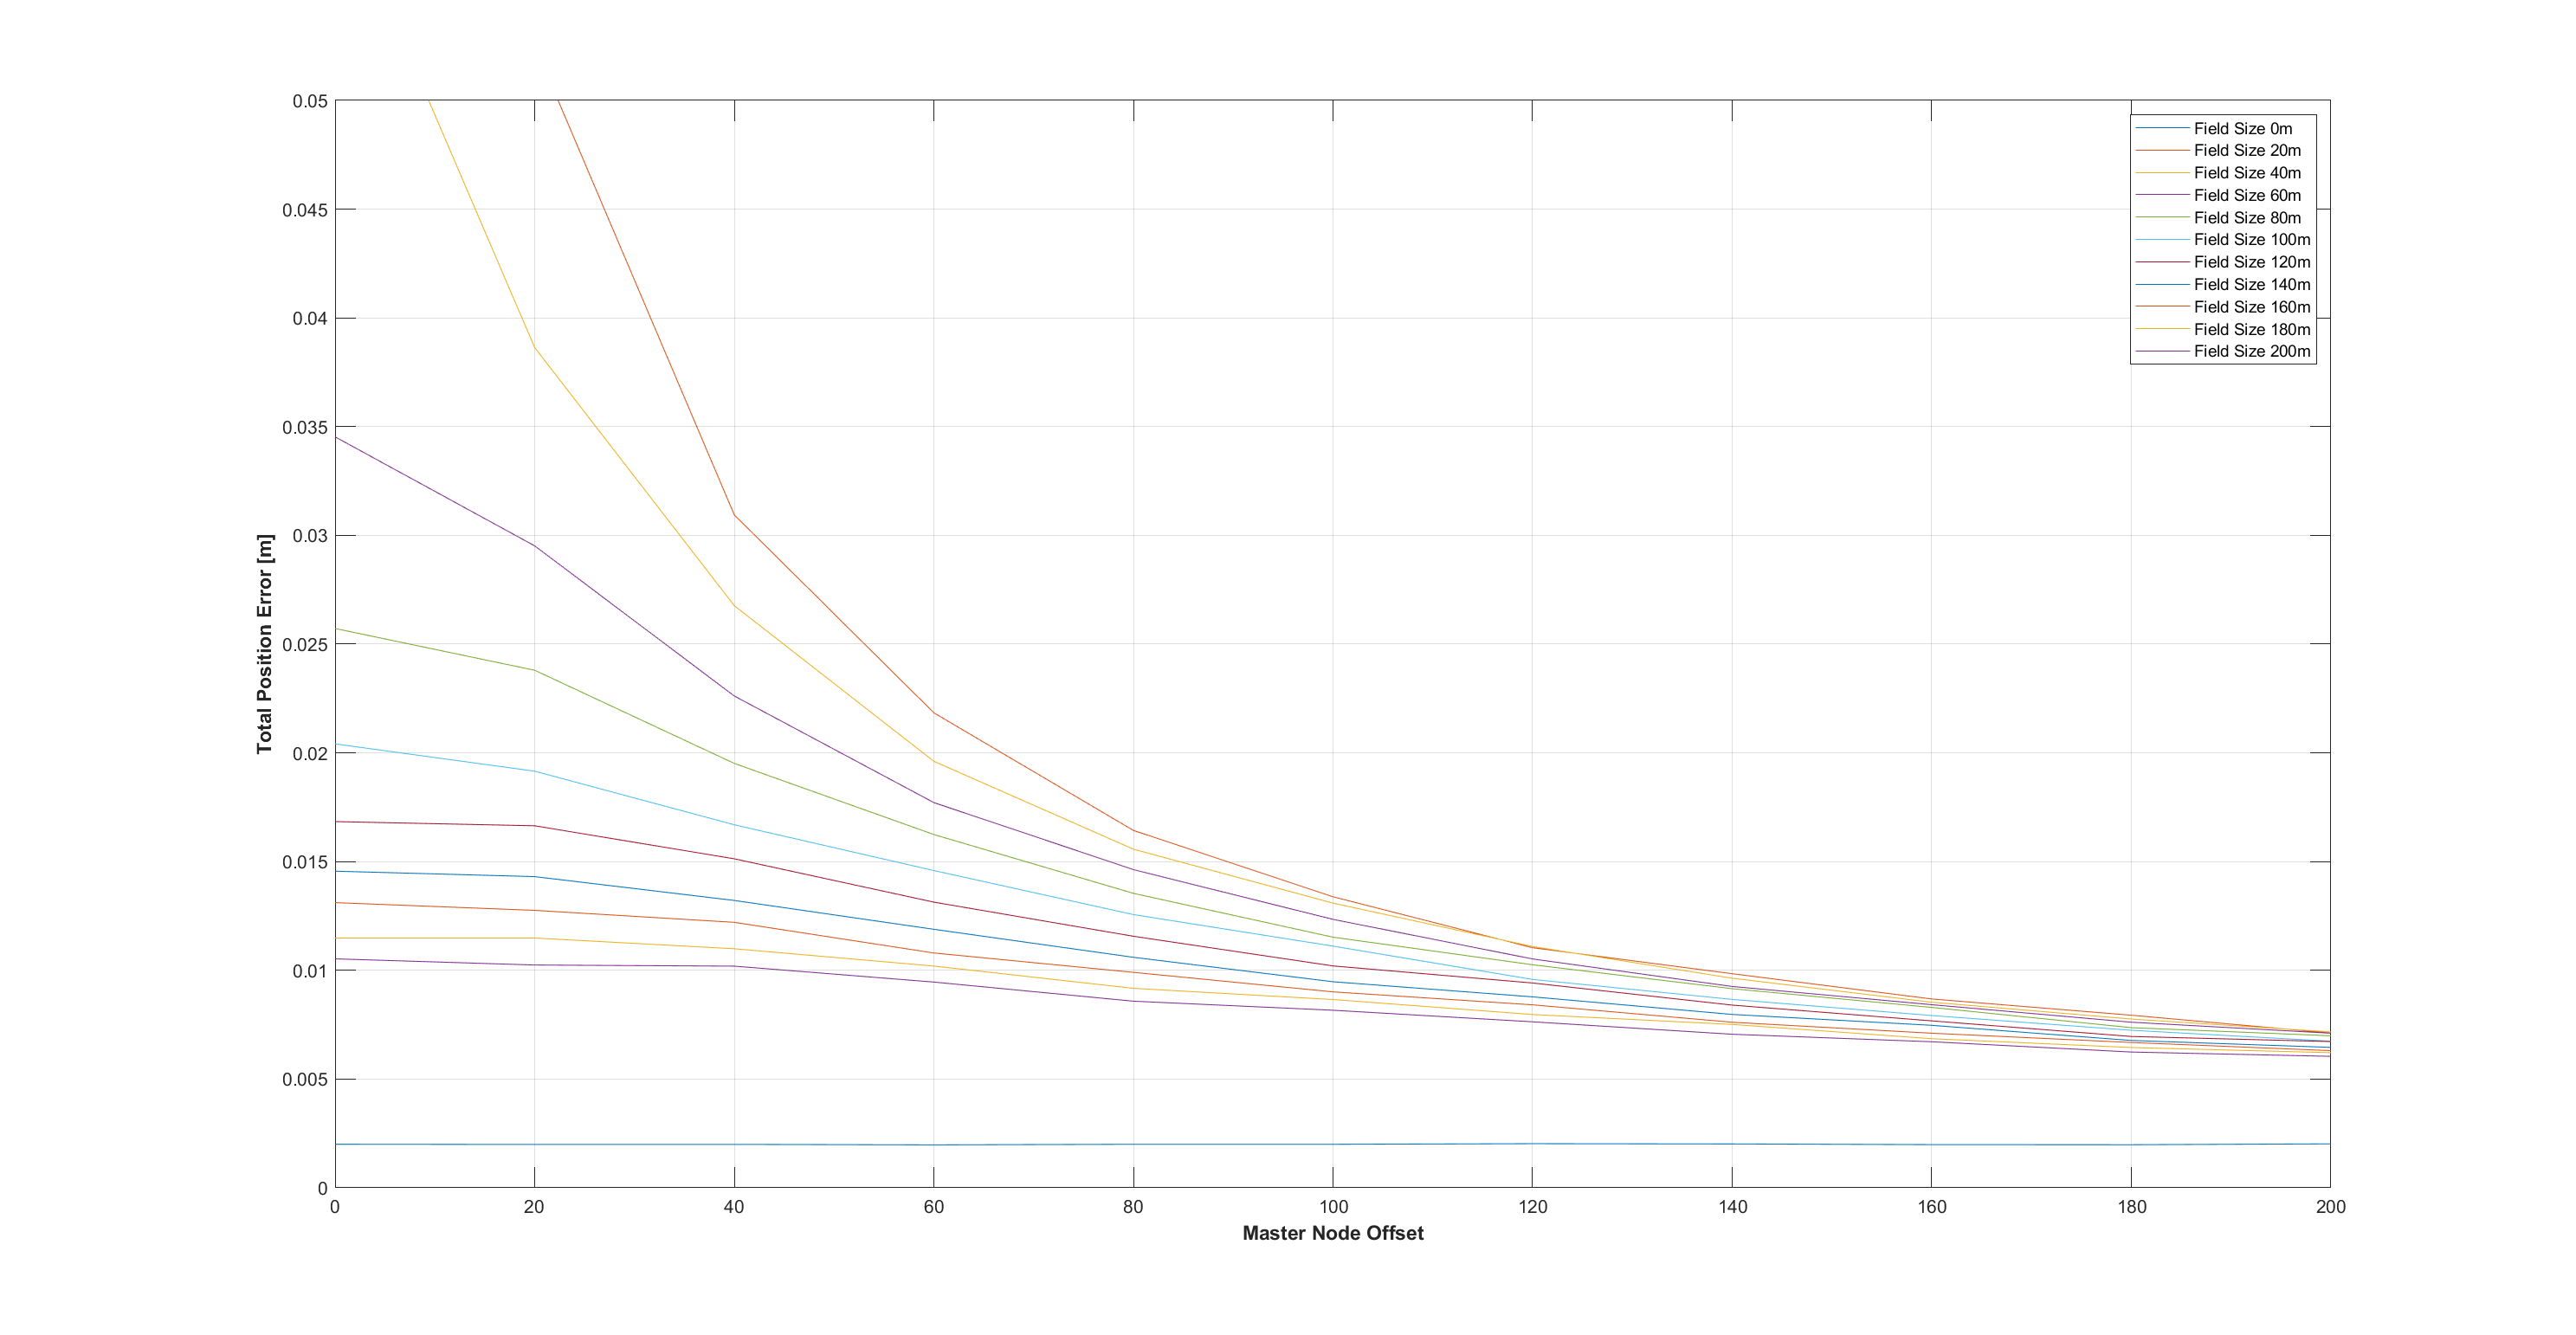 0.05
0.045
0.04
0.035
0.03
0.025
0.02
0.015
0.01
0.005
0
Total Position Error [m]
Field Size 0m
Field Size 20m
Field Size 40m
Field Size 60m
Field Size 80m
Field Size 100m
Field Size 120m
Field Size 140m
Field Size 160m
Field Size 180m
Field Size 200m
0 20 40 60 80 100 120 140 160 180 200
Master Node Offset